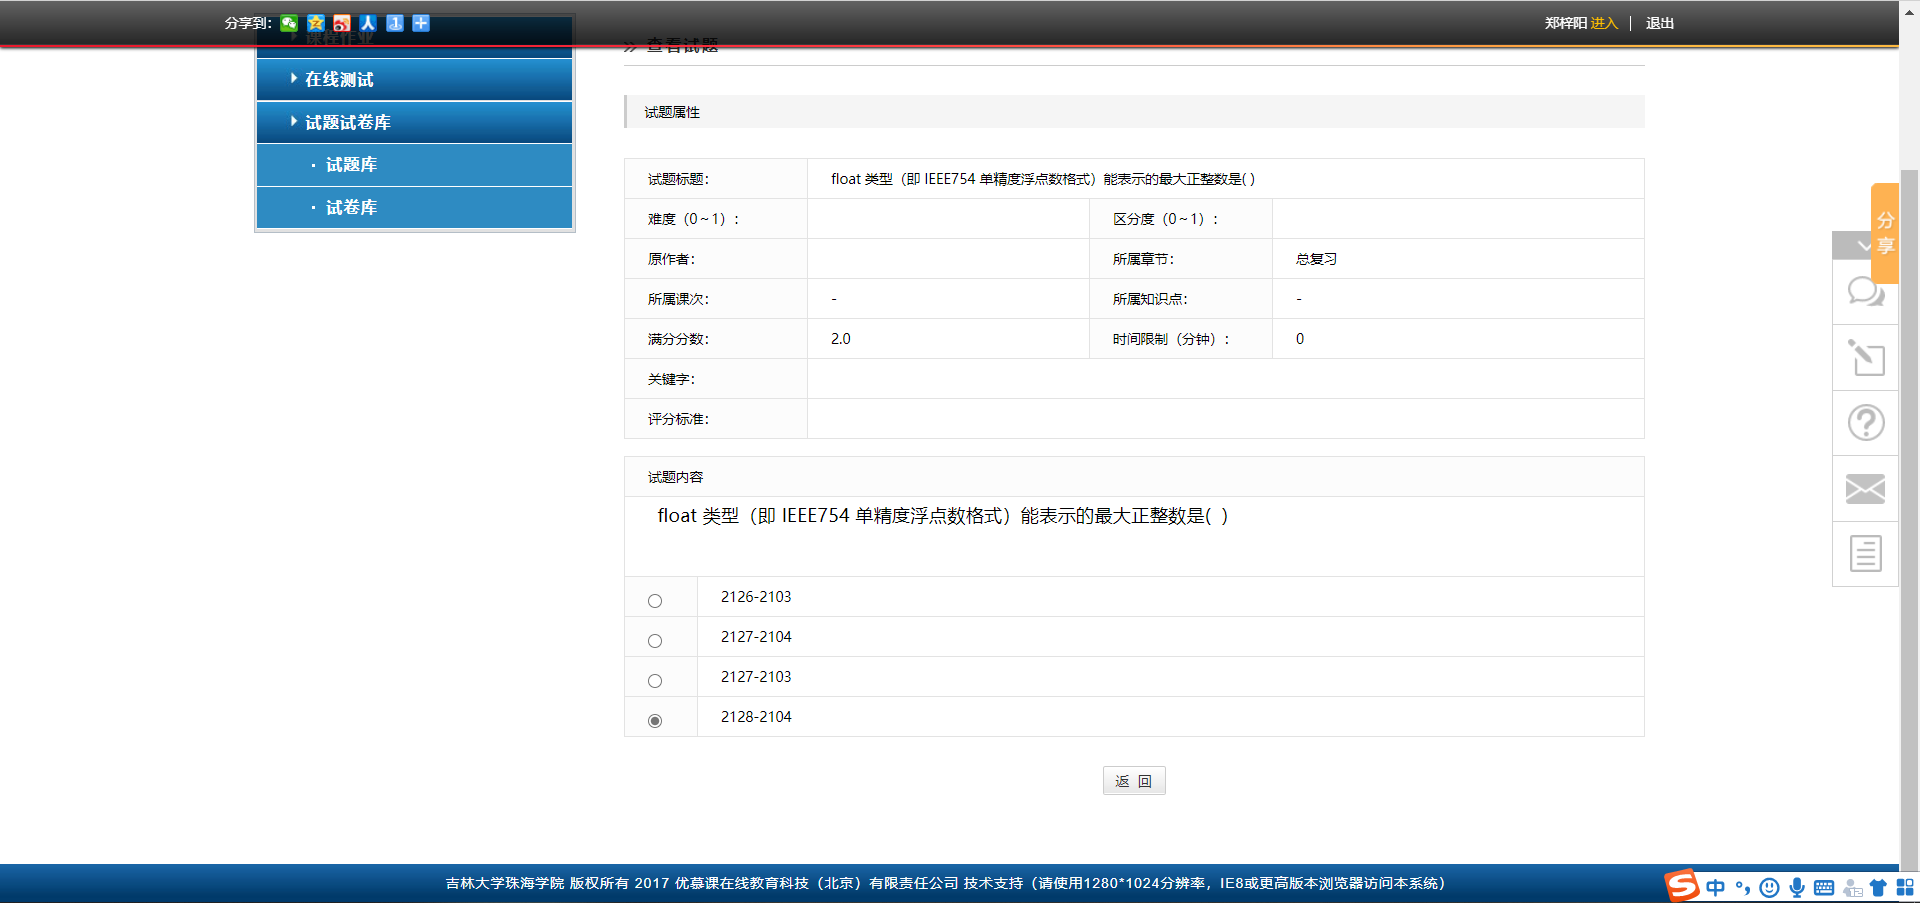 分享到：
郑梓阳 进入 | 退出
课程作业
在线测试
试题试卷库
· 试题库
· 试卷库
查看试题
试题属性
试题标题： float 类型（即 IEEE754 单精度浮点数格式）能表示的最大正整数是( )
难度（0～1）： 区分度（0～1）：
原作者： 所属章节： 总复习
所属课次： - 所属知识点： -
满分分数： 2.0 时间限制（分钟）： 0
关键字：
评分标准：
试题内容
float 类型（即 IEEE754 单精度浮点数格式）能表示的最大正整数是( )
2126-2103
2127-2104
2127-2103
2128-2104
返 回
分享
吉林大学珠海学院 版权所有 2017 优慕课在线教育科技（北京）有限责任公司 技术支持（请使用1280*1024分辨率，IE8或更高版本浏览器访问本系统）
中